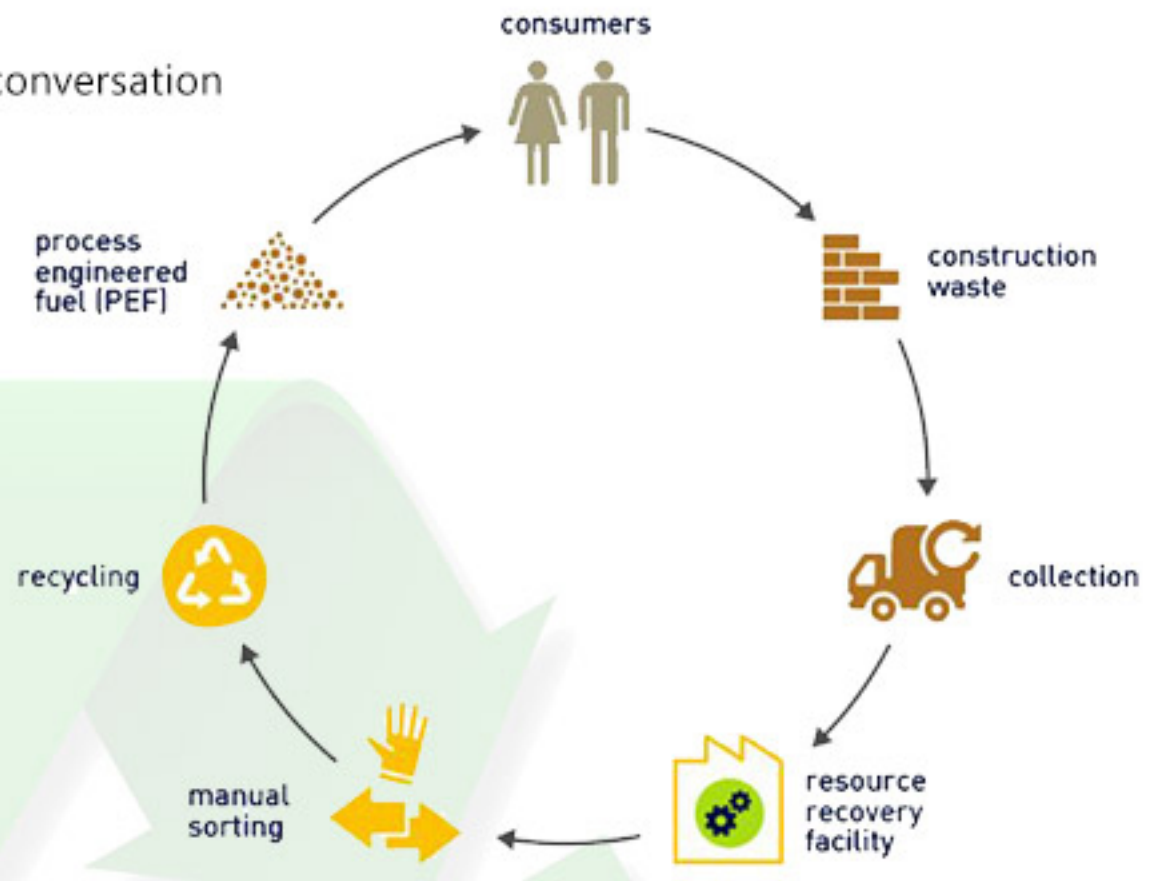 consumers
conversation
process
engineered
fuel (PEF)
construction
waste
recycling
collection
manual
sorting
resource
recovery
facility